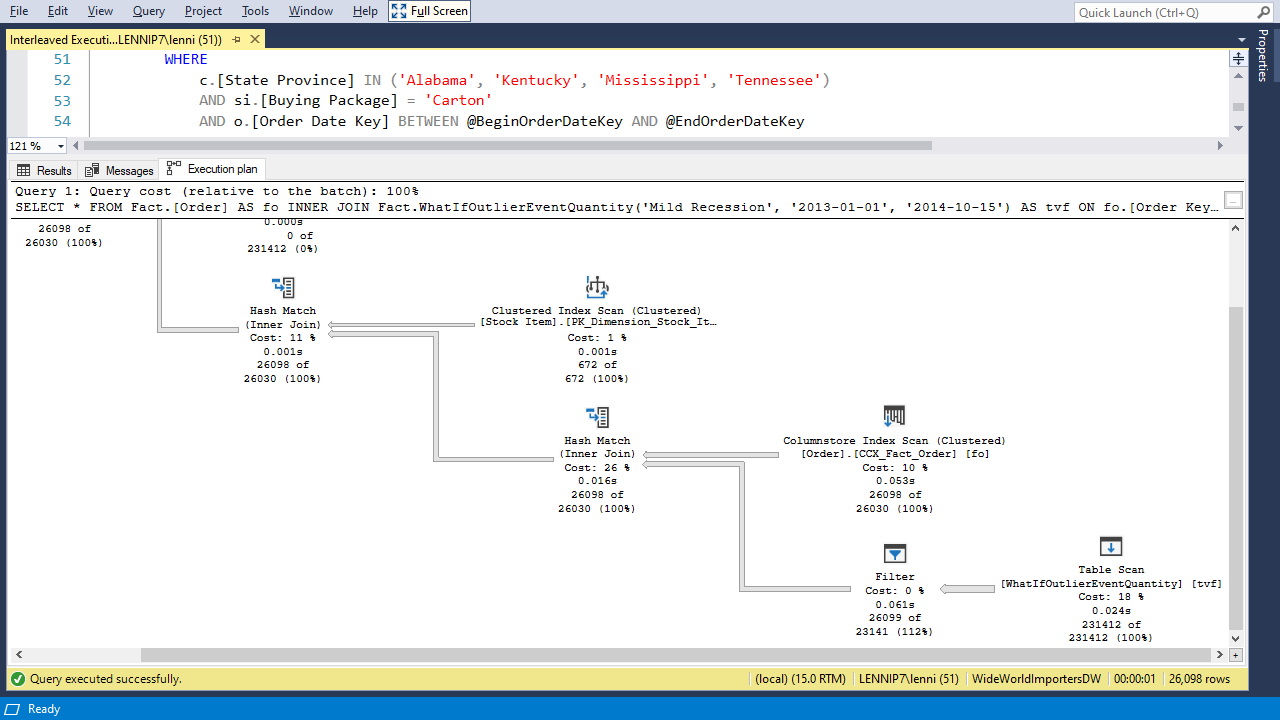 File Edit View Query Project Tools Window Help Full Screen
Quick Launch (Ctrl+Q)
Interleaved Executi...LENNIP7\lenni (51))
Properties
51 WHERE
52 c.[State Province] IN ('Alabama', 'Kentucky', 'Mississippi', 'Tennessee')
53 AND si.[Buying Package] = 'Carton'
54 AND o.[Order Date Key] BETWEEN @BeginOrderDateKey AND @EndOrderDateKey
121 %
Results Messages Execution plan
Query 1: Query cost (relative to the batch): 100%
SELECT * FROM Fact.[Order] AS fo INNER JOIN Fact.WhatIfOutlierEventQuantity('Mild Recession', '2013-01-01', '2014-10-15') AS tvf ON fo.[Order Key…
26098 of
26030 (100%)
0.000s
0 of
231412 (0%)
Hash Match
(Inner Join)
Cost: 11 %
0.001s
26098 of
26030 (100%)
Clustered Index Scan (Clustered)
[Stock Item].[PK_Dimension_Stock_It…
Cost: 1 %
0.001s
672 of
672 (100%)
Hash Match
(Inner Join)
Cost: 26 %
0.016s
26098 of
26030 (100%)
Columnstore Index Scan (Clustered)
[Order].[CCX_Fact_Order] [fo]
Cost: 10 %
0.053s
26098 of
26030 (100%)
Filter
Cost: 0 %
0.061s
26099 of
23141 (112%)
Table Scan
[WhatIfOutlierEventQuantity] [tvf]
Cost: 18 %
0.024s
231412 of
231412 (100%)
Query executed successfully.
(local) (15.0 RTM) LENNIP7\lenni (51) WideWorldImportersDW 00:00:01 26,098 rows
Ready